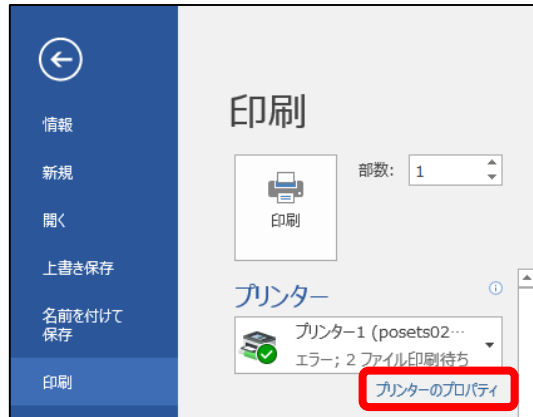 情報
新規
開く
上書き保存
名前を付けて
保存
印刷
印刷
部数: 1
印刷
プリンター
プリンター1 (posets02…
エラー; 2 ファイル印刷待ち
プリンターのプロパティ